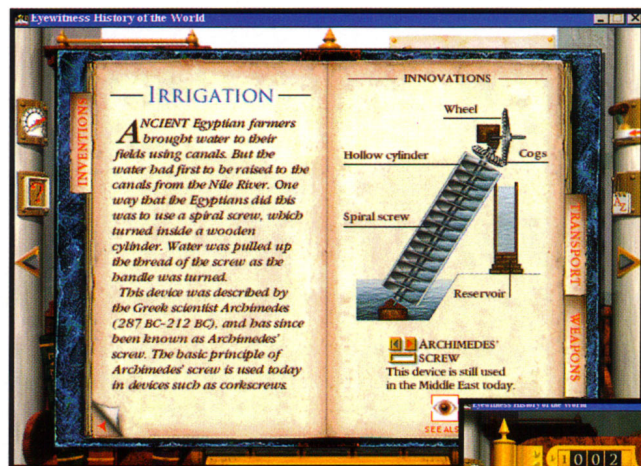 Eyewitness History of the World
INVENTIONS
IRRIGATION
ANCIENT Egyptian farmers
brought water to their
fields using canals. But the
water had first to be raised to the
canals from the Nile River. One
way that the Egyptians did this
was to use a spiral screw, which
turned inside a wooden
cylinder. Water was pulled up
the thread of the screw as the
handle was turned.
This device was described by
the Greek scientist Archimedes
(287 BC-212 BC), and has since
been known as Archimedes'
screw. The basic principle of
Archimedes' screw is used today
in devices such as corkscrews.
INNOVATIONS
Wheel
Hollow cylinder
Cogs
Spiral screw
Reservoir
ARCHIMEDES'
SCREW
This device is still used
in the Middle East today.
SEE ALS
A Z
TRANSPORT
WEAPONS
Eyewitness History of the World
1002